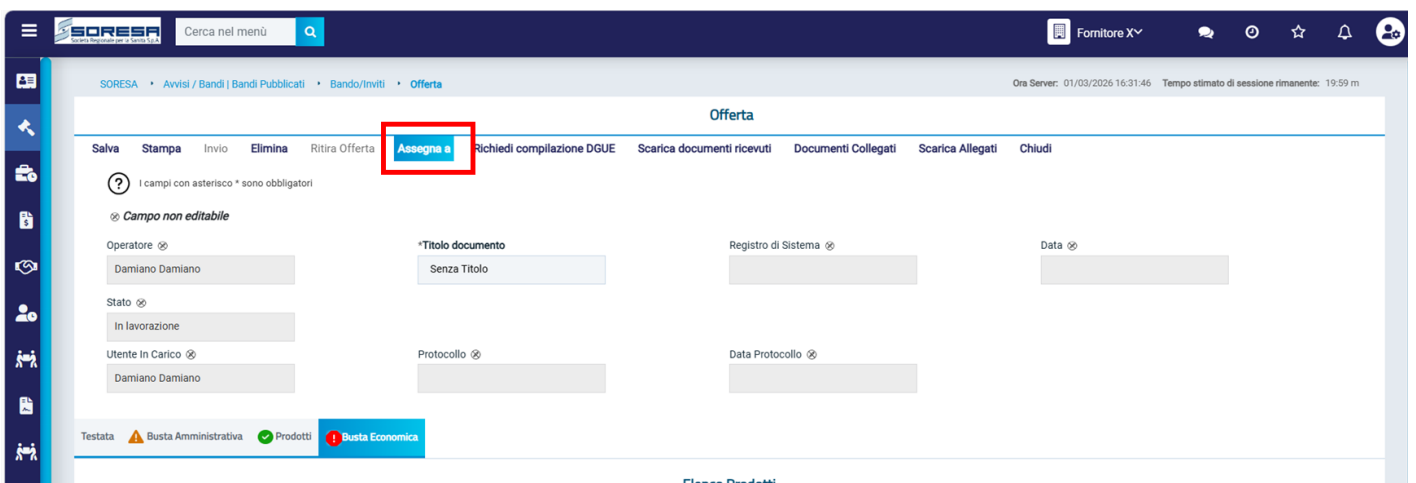 SORESA
Società Regionale per la Sanità S.p.A.
Cerca nel menù
Fornitore X
SORESA • Avvisi / Bandi | Bandi Pubblicati • Bando/Inviti • Offerta
Ora Server: 01/03/2026 16:31:46 Tempo stimato di sessione rimanente: 19:59 m
Offerta
Salva Stampa Invio Elimina Ritira Offerta Assegna a Richiedi compilazione DGUE Scarica documenti ricevuti Documenti Collegati Scarica Allegati Chiudi
? I campi con asterisco * sono obbligatori
Campo non editabile
Operatore *Titolo documento Registro di Sistema Data
Damiano Damiano Senza Titolo
Stato
In lavorazione
Utente In Carico Protocollo Data Protocollo
Damiano Damiano
Testata Busta Amministrativa Prodotti Busta Economica
Elenco Prodotti